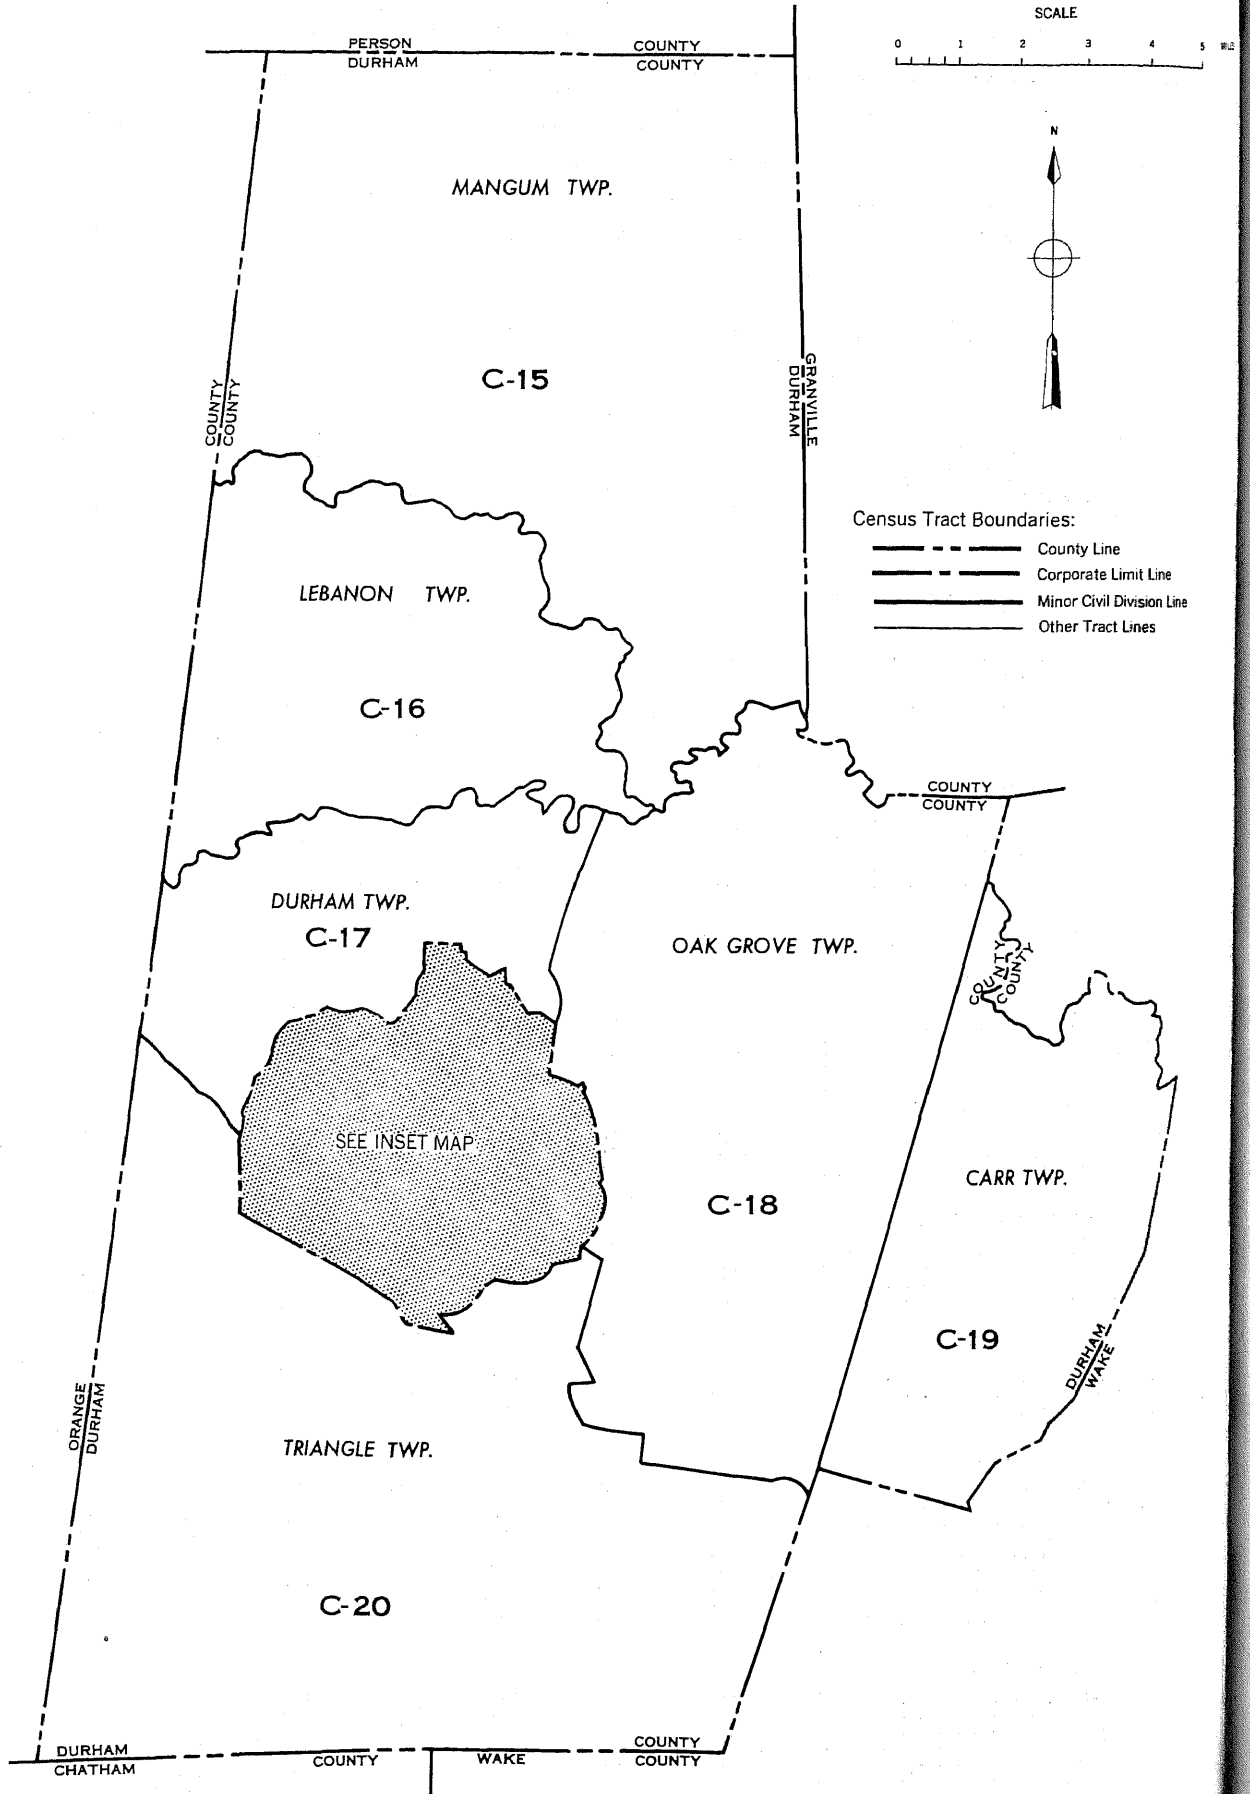 SCALE
0 1 2 3 4 5 MILES
PERSON COUNTY
DURHAM COUNTY
N
MANGUM TWP.
C-15
COUNTY
COUNTY
GRANVILLE
DURHAM
Census Tract Boundaries:
County Line
Corporate Limit Line
Minor Civil Division Line
Other Tract Lines
LEBANON TWP.
C-16
COUNTY
COUNTY
DURHAM TWP.
C-17
OAK GROVE TWP.
COUNTY
COUNTY
SEE INSET MAP
CARR TWP.
C-18
C-19
DURHAM
WAKE
ORANGE
DURHAM
TRIANGLE TWP.
C-20
DURHAM COUNTY
CHATHAM COUNTY WAKE COUNTY